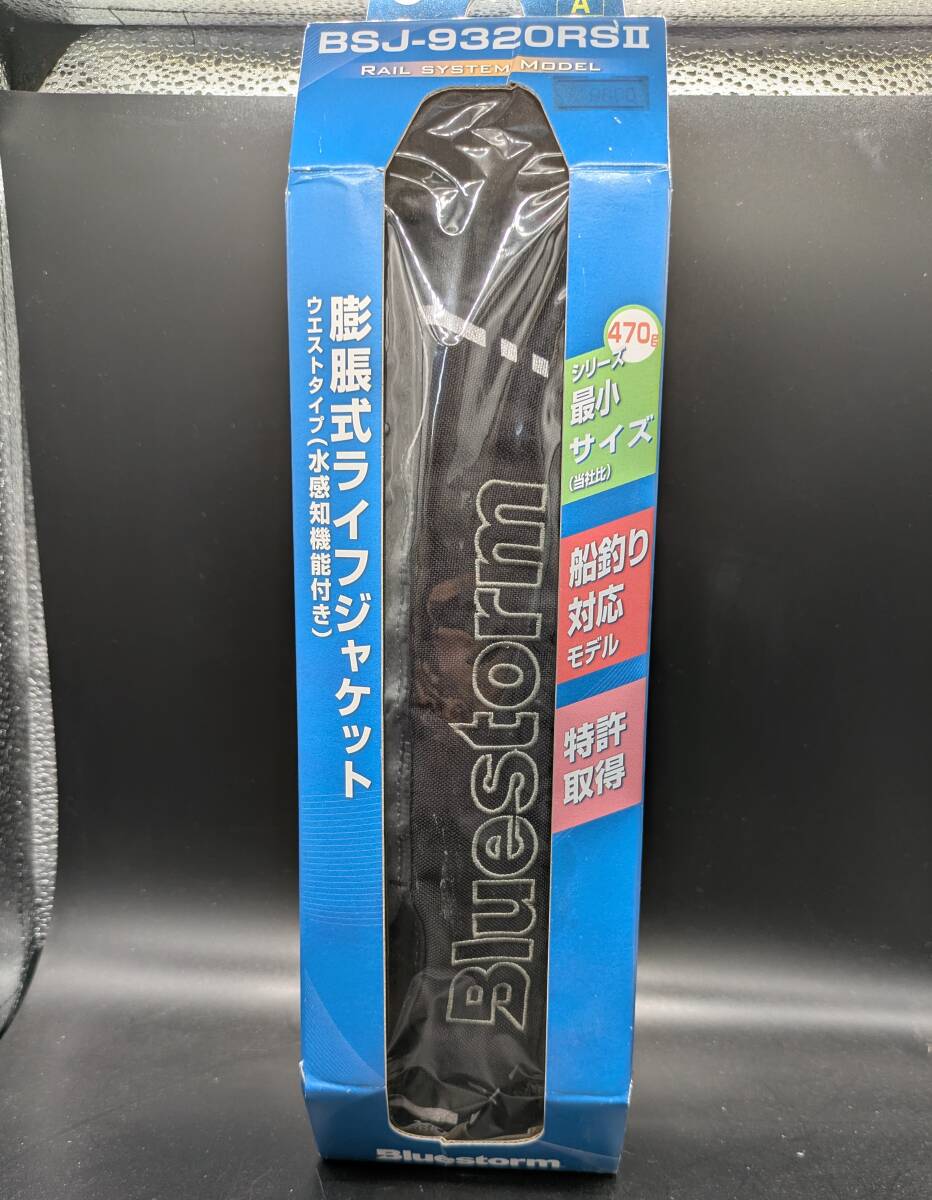 A
BSJ-9320RSⅡ
RAIL SYSTEM MODEL
膨脹式ライフジャケット
ウエストタイプ(水感知機能付き)
470g
シリーズ
最小
サイズ
(当社比)
船釣り
対応
モデル
特許
取得
Bluestorm
Bluestorm